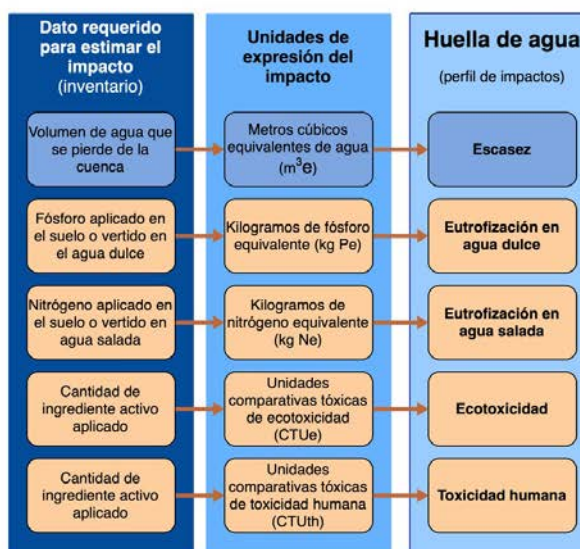 Dato requerido
para estimar el
impacto
(inventario)
Unidades de
expresión del
impacto
Huella de agua
(perfil de impactos)
Volumen de agua que
se pierde de la
cuenca
Metros cúbicos
equivalentes de agua
(m³e)
Escasez
Fósforo aplicado en
el suelo o vertido en
el agua dulce
Kilogramos de fósforo
equivalente (kg Pe)
Eutrofización en
agua dulce
Nitrógeno aplicado en
el suelo o vertido en
agua salada
Kilogramos de
nitrógeno equivalente
(kg Ne)
Eutrofización en
agua salada
Cantidad de
ingrediente activo
aplicado
Unidades
comparativas tóxicas
de ecotoxicidad
(CTUe)
Ecotoxicidad
Cantidad de
ingrediente activo
aplicado
Unidades
comparativas tóxicas
de toxicidad humana
(CTUth)
Toxicidad humana